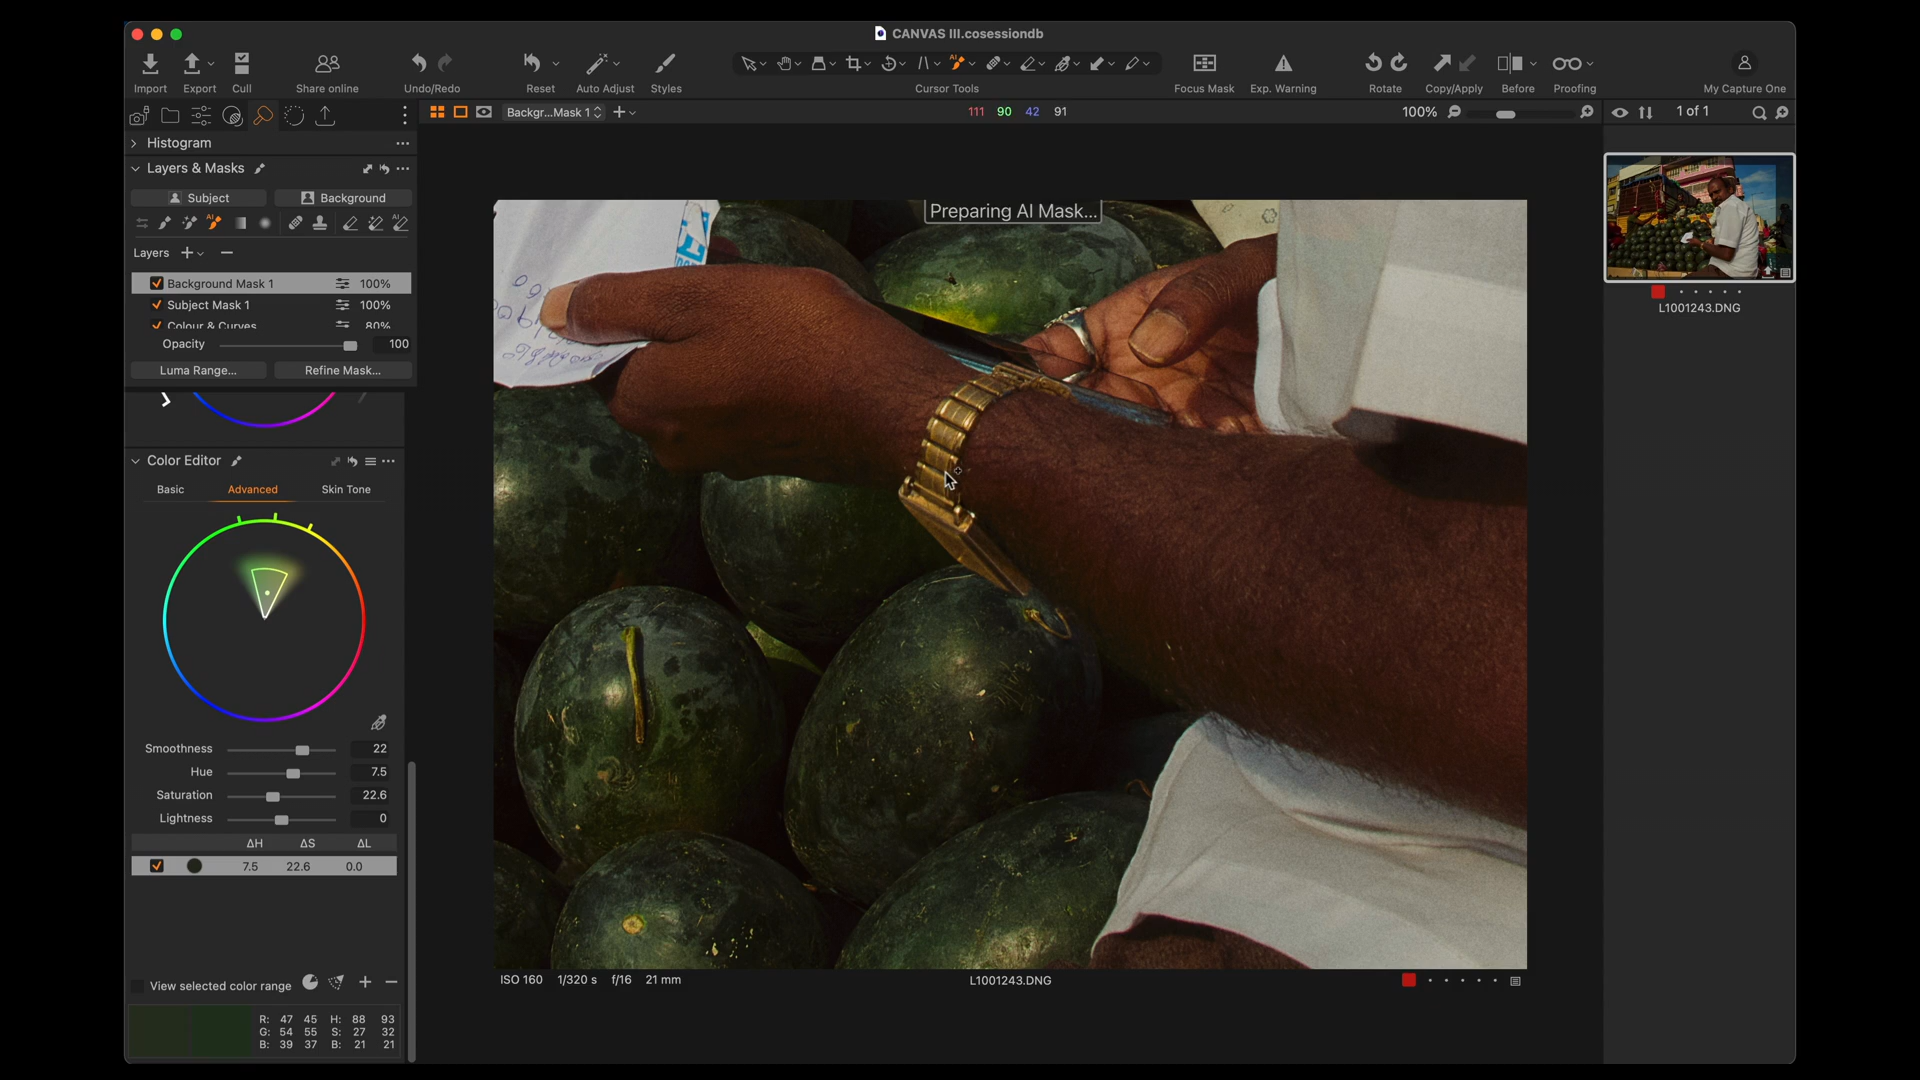 CANVAS III.cosessiondb
Import
Export
Cull
Share online
Undo/Redo
Reset
Auto Adjust
Styles
Cursor Tools
Focus Mask
Exp. Warning
Rotate
Copy/Apply
Before
Proofing
My Capture One
Backgr...Mask 1
111 90 42 91
100%
1 of 1
Histogram
Layers & Masks
Subject
Background
AI
Layers
Background Mask 1 100%
Subject Mask 1 100%
Colour & Curves 80%
Opacity 100
Luma Range...
Refine Mask...
Color Editor
Basic
Advanced
Skin Tone
Smoothness 22
Hue 7.5
Saturation 22.6
Lightness 0
ΔH ΔS ΔL
7.5 22.6 0.0
View selected color range
R: 47 45 H: 88 93
G: 54 55 S: 27 32
B: 39 37 B: 21 21
Preparing AI Mask...
ISO 160 1/320 s f/16 21 mm
L1001243.DNG
L1001243.DNG